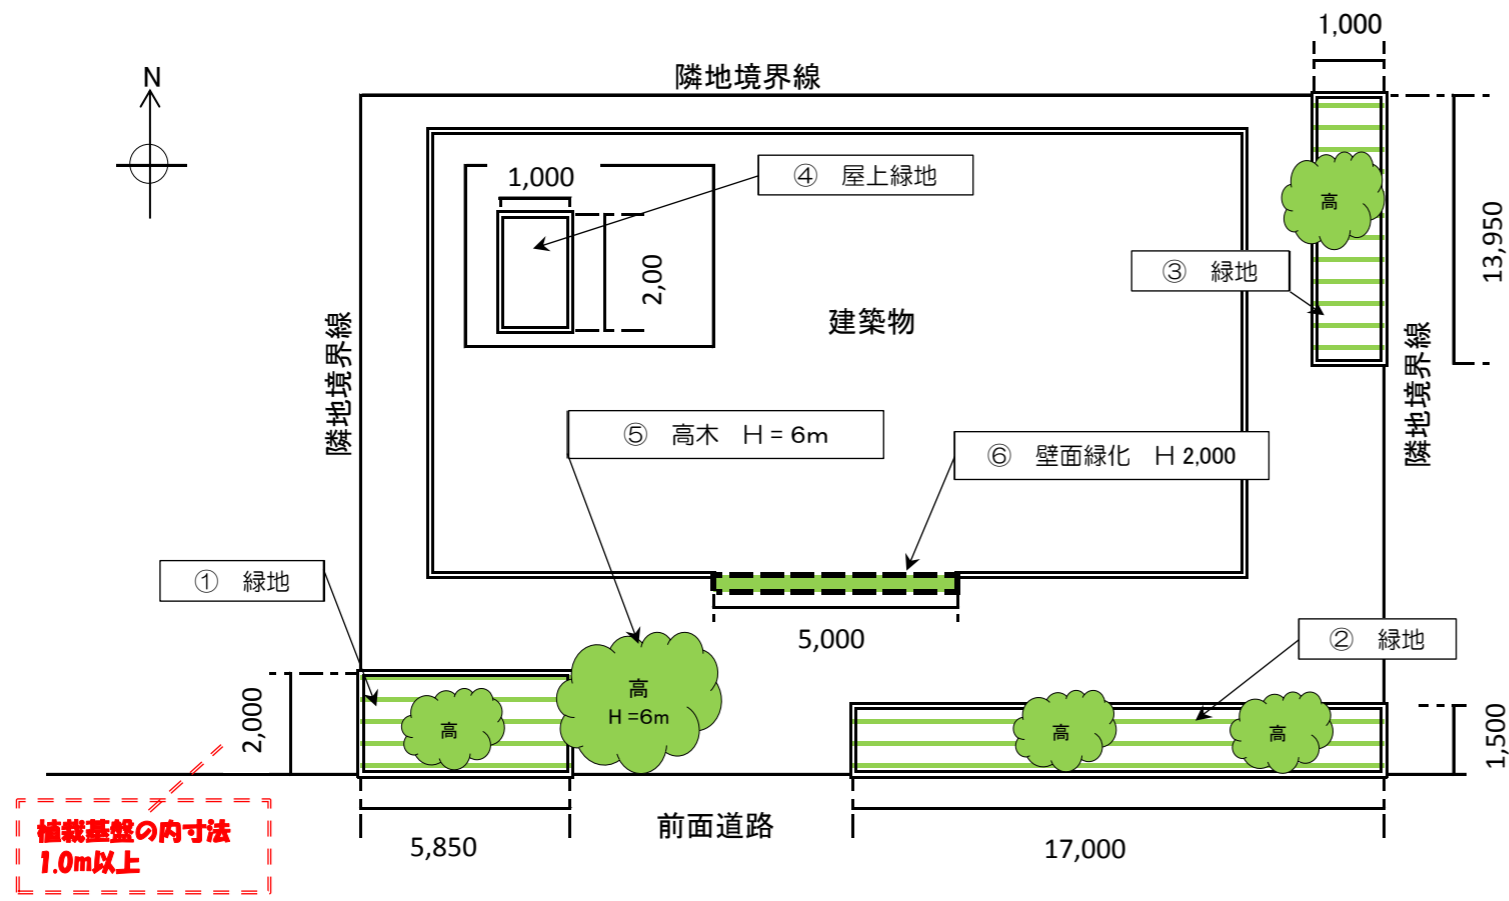 1,000
N
隣地境界線
④ 屋上緑地
1,000
2,00
高
③ 緑地
13,950
建築物
隣地境界線
隣地境界線
⑤ 高木 H = 6m
⑥ 壁面緑化 H 2,000
① 緑地
5,000
② 緑地
2,000
高
高
H =6m
高
高
1,500
植栽基盤の内寸法
1.0m以上
5,850
前面道路
17,000